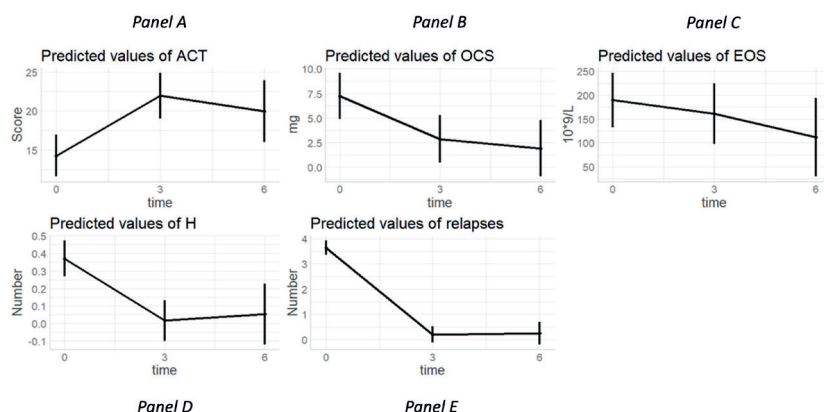 Panel A
Panel B
Panel C
Predicted values of ACT
25
20
15
Score
0
3
6
time
Predicted values of OCS
10.0
7.5
5.0
2.5
0.0
mg
0
3
6
time
Predicted values of EOS
250
200
150
100
50
10*9/L
0
3
6
time
Predicted values of H
0.5
0.4
0.3
0.2
0.1
0.0
-0.1
Number
0
3
6
time
Predicted values of relapses
4
3
2
1
0
Number
0
3
6
time
Panel D
Panel E